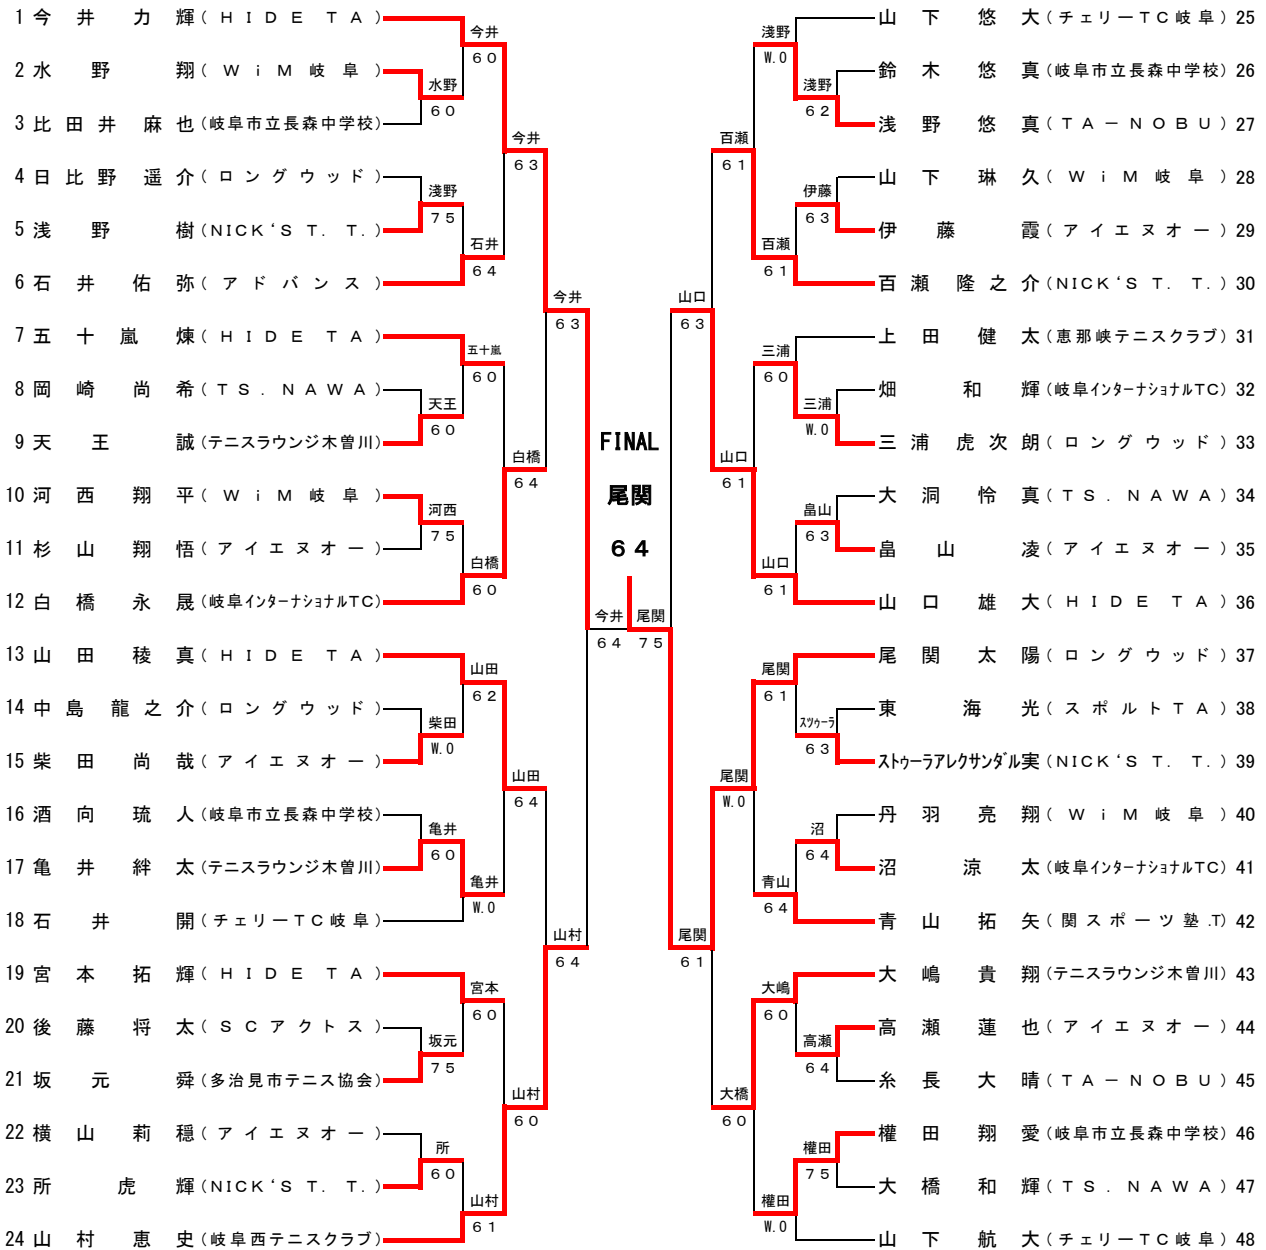 1 今井 力輝 (HIDE TA)
2 水野 翔 (WiM岐阜)
3 比田井 麻也 (岐阜市立長森中学校)
4 日比野 遥介 (ロングウッド)
5 浅野 樹 (NICK'S T. T.)
6 石井 佑弥 (アドバンス)
7 五十嵐 煉 (HIDE TA)
8 岡崎 尚希 (TS. NAWA)
9 天王 誠 (テニスラウンジ木曽川)
10 河西 翔平 (WiM岐阜)
11 杉山 翔悟 (アイエヌオー)
12 白橋 永晟 (岐阜インターナショナルTC)
13 山田 稜真 (HIDE TA)
14 中島 龍之介 (ロングウッド)
15 柴田 尚哉 (アイエヌオー)
16 酒向 琉人 (岐阜市立長森中学校)
17 亀井 絆太 (テニスラウンジ木曽川)
18 石井 開 (チェリーTC岐阜)
19 宮本 拓輝 (HIDE TA)
20 後藤 将太 (SCアクトス)
21 坂元 舜 (多治見市テニス協会)
22 横山 莉穏 (アイエヌオー)
23 所 虎輝 (NICK'S T. T.)
24 山村 恵史 (岐阜西テニスクラブ)
水野
60
淺野
75
天王
60
河西
75
柴田
W.0
亀井
60
坂元
75
所
60
今井
60
石井
64
五十嵐
60
白橋
60
山田
62
亀井
W.0
宮本
60
山村
61
今井
63
白橋
64
山田
64
山村
60
今井
63
山村
64
今井
64
FINAL
尾関
64
尾関
75
山口
63
尾関
61
百瀬
61
山口
61
尾関
W.0
大橋
60
淺野
W.0
百瀬
61
三浦
60
山口
61
尾関
61
青山
64
大嶋
60
權田
W.0
淺野
62
伊藤
63
三浦
W.0
畠山
63
スツゥーラ
63
沼
64
高瀬
64
權田
75
山下 悠大 (チェリーTC岐阜) 25
鈴木 悠真 (岐阜市立長森中学校) 26
浅野 悠真 (TA-NOBU) 27
山下 琳久 (WiM岐阜) 28
伊藤 霞 (アイエヌオー) 29
百瀬 隆之介 (NICK'S T. T.) 30
上田 健太 (恵那峡テニスクラブ) 31
畑 和輝 (岐阜インターナショナルTC) 32
三浦 虎次朗 (ロングウッド) 33
大洞 怜真 (TS. NAWA) 34
畠山 凌 (アイエヌオー) 35
山口 雄大 (HIDE TA) 36
尾関 太陽 (ロングウッド) 37
東 海光 (スポルトTA) 38
ストゥーラアレクサンダル実 (NICK'S T. T.) 39
丹羽 亮翔 (WiM岐阜) 40
沼 涼太 (岐阜インターナショナルTC) 41
青山 拓矢 (関スポーツ塾.T) 42
大嶋 貴翔 (テニスラウンジ木曽川) 43
高瀬 蓮也 (アイエヌオー) 44
糸長 大晴 (TA-NOBU) 45
權田 翔愛 (岐阜市立長森中学校) 46
大橋 和輝 (TS. NAWA) 47
山下 航大 (チェリーTC岐阜) 48